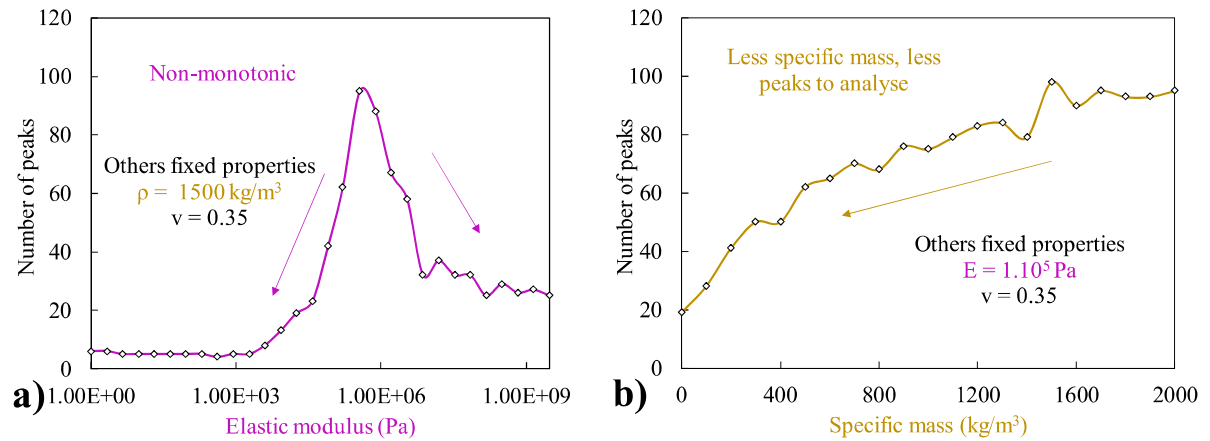 120
100
80
60
40
20
0
Number of peaks
Non-monotonic
Others fixed properties
ρ = 1500 kg/m³
v = 0.35
1.00E+00
1.00E+03
1.00E+06
1.00E+09
Elastic modulus (Pa)
a)
120
100
80
60
40
20
0
Number of peaks
Less specific mass, less
peaks to analyse
Others fixed properties
E = 1.10⁵ Pa
v = 0.35
0
400
800
1200
1600
2000
Specific mass (kg/m³)
b)